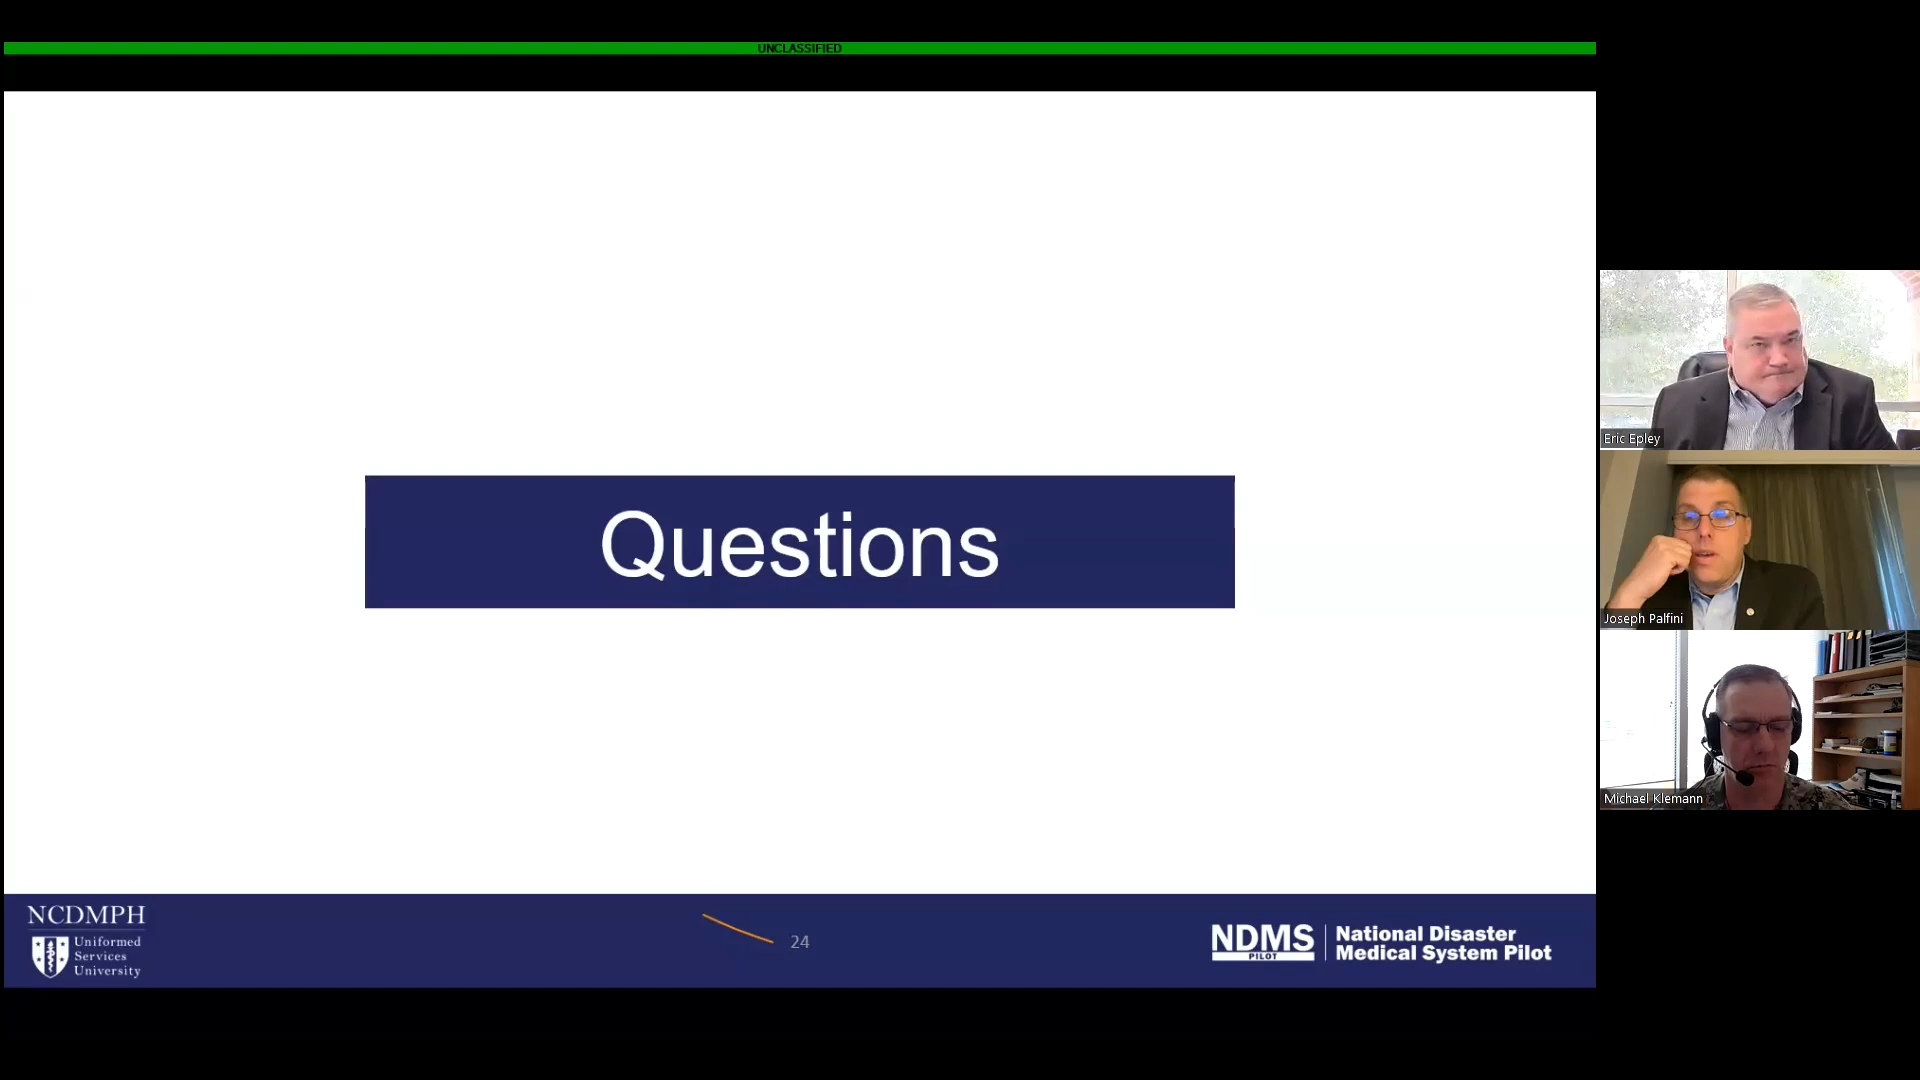 UNCLASSIFIED
Questions
Eric Epley
Joseph Palfini
Michael Klemann
NCDMPH
Uniformed
Services
University
24
NDMS
PILOT
National Disaster
Medical System Pilot